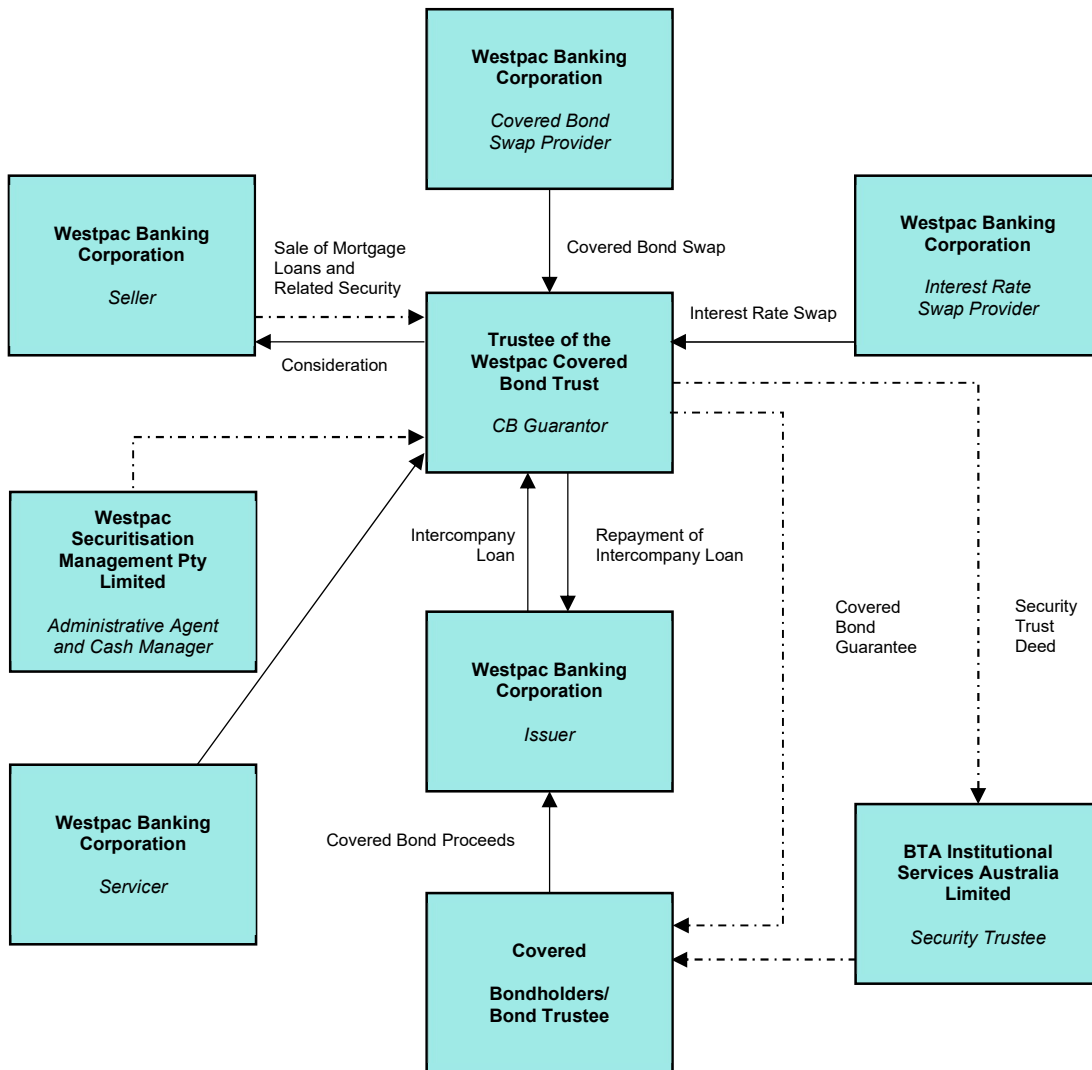 Westpac Banking
Corporation
Covered Bond
Swap Provider
Westpac Banking
Corporation
Seller
Sale of Mortgage
Loans and
Related Security
Covered Bond Swap
Westpac Banking
Corporation
Interest Rate
Swap Provider
Interest Rate Swap
Consideration
Trustee of the
Westpac Covered
Bond Trust
CB Guarantor
Westpac
Securitisation
Management Pty
Limited
Administrative Agent
and Cash Manager
Intercompany
Loan
Repayment of
Intercompany Loan
Covered
Bond
Guarantee
Security
Trust
Deed
Westpac Banking
Corporation
Issuer
Westpac Banking
Corporation
Servicer
Covered Bond Proceeds
BTA Institutional
Services Australia
Limited
Security Trustee
Covered
Bondholders/
Bond Trustee